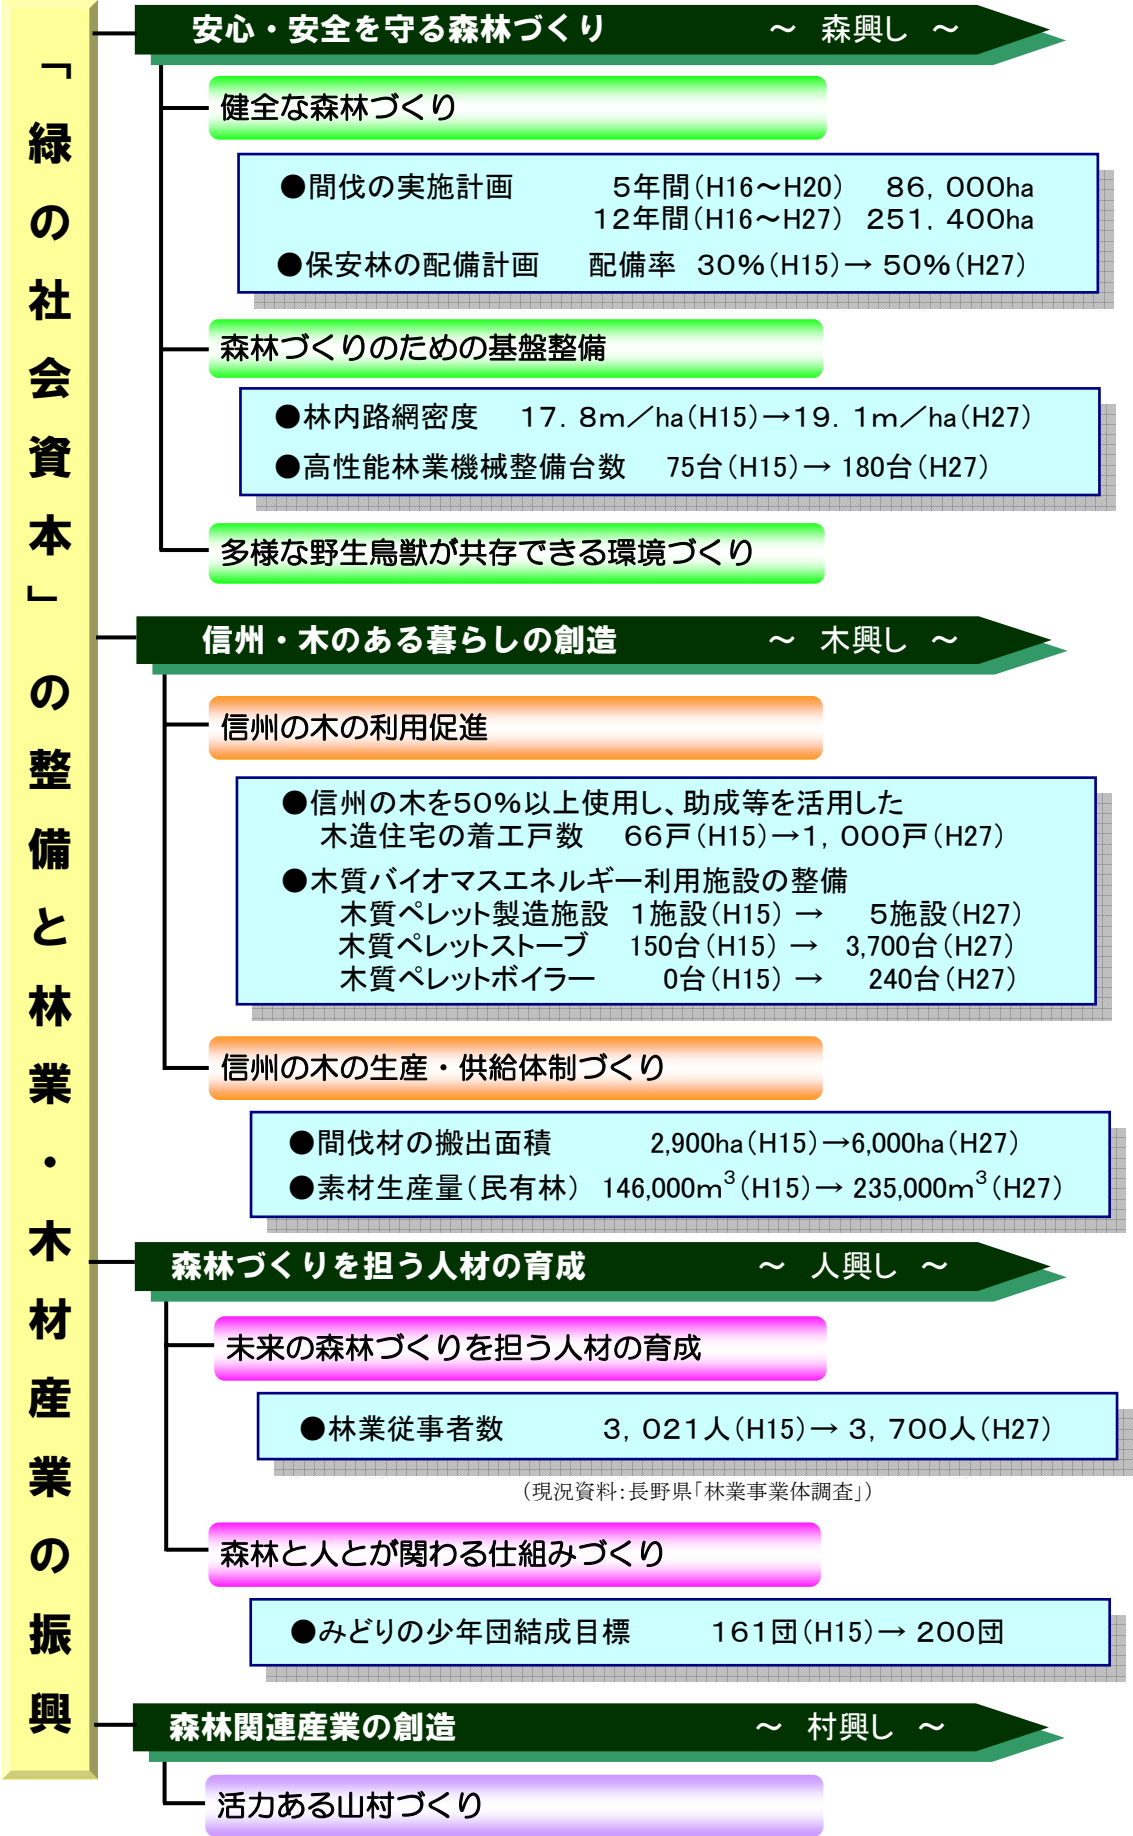 「緑の社会資本」の整備と林業・木材産業の振興
安心・安全を守る森林づくり　～　森興し　～
健全な森林づくり
●間伐の実施計画　５年間（H16～H20）　８６，０００ha
１２年間（H16～H27）　２５１，４００ha
●保安林の配備計画　配備率　３０％（H15）→ ５０％（H27）
森林づくりのための基盤整備
●林内路網密度　１７．８ｍ／ha（H15）→１９．１ｍ／ha（H27）
●高性能林業機械整備台数　75台（H15）→ 180台（H27）
多様な野生鳥獣が共存できる環境づくり
信州・木のある暮らしの創造　～　木興し　～
信州の木の利用促進
●信州の木を５０％以上使用し、助成等を活用した
木造住宅の着工戸数　６６戸（H15）→１，０００戸（H27）
●木質バイオマスエネルギー利用施設の整備
木質ペレット製造施設　１施設（H15） →　５施設（H27）
木質ペレットストーブ　150台（H15） →　3,700台（H27）
木質ペレットボイラー　0台（H15） →　240台（H27）
信州の木の生産・供給体制づくり
●間伐材の搬出面積　2,900ha（H15）→6,000ha（H27）
●素材生産量（民有林）　146,000m³（H15）→ 235,000m³（H27）
森林づくりを担う人材の育成　～　人興し　～
未来の森林づくりを担う人材の育成
●林業従事者数　３，０２１人（H15）→ ３，７００人（H27）
（現況資料：長野県「林業事業体調査」）
森林と人とが関わる仕組みづくり
●みどりの少年団結成目標　１６１団（H15）→ ２００団
森林関連産業の創造　～　村興し　～
活力ある山村づくり